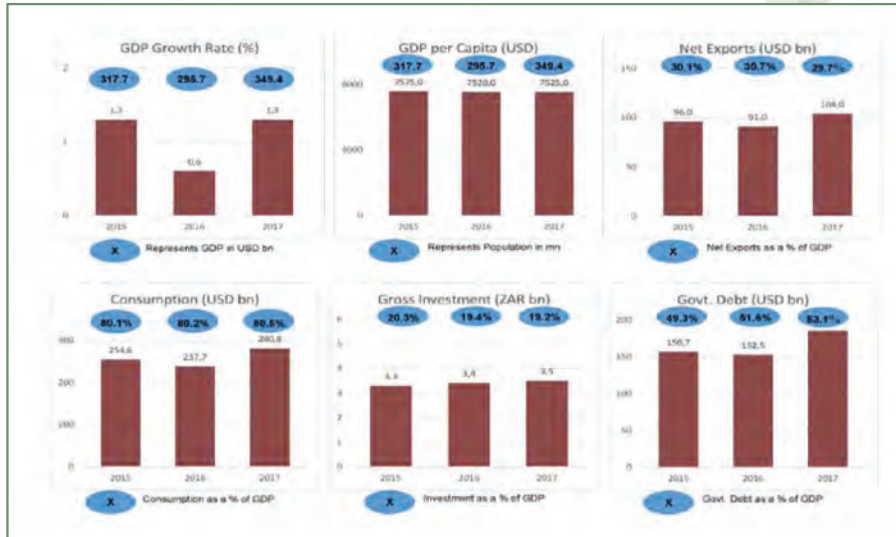 GDP Growth Rate (%)
2
317.7 295.7 349.4
1,3 1,3
0,6
1
0
2015 2016 2017
X Represents GDP in USD bn
GDP per Capita (USD)
317.7 295.7 349.4
7575,0 7520,0 7525,0
0
2015 2016 2017
X Represents Population in mn
Net Exports (USD bn)
150
30.1% 30.7% 29.7%
96,0 91,0 104,0
100
50
0
2015 2016 2017
X Net Exports as a % of GDP
Consumption (USD bn)
80.1% 80.2% 80.5%
254,6 237,7 280,8
200
100
0
2015 2016 2017
X Consumption as a % of GDP
Gross Investment (ZAR bn)
6
20.3% 19.4% 19.2%
5
4
3,3 3,4 3,5
3
2
1
0
2015 2016 2017
X Investment as a % of GDP
Govt. Debt (USD bn)
49.3% 51.6% 53.1%
200
152,5
150
100
50
0
2015 2016 2017
X Govt. Debt as a % of GDP